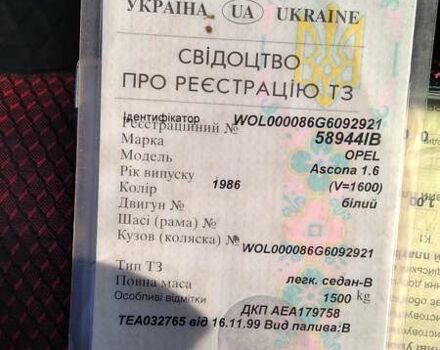 УКРАЇНА UA UKRAINE
СВІДОЦТВО
ПРО РЕЄСТРАЦІЮ ТЗ
Ідентифікатор WOL000086G6092921
Реєстраційний № 58944ІВ
Марка OPEL
Модель Ascona 1.6
Рік випуску 1986 (V=1600)
Колір білий
Двигун №
Шасі (рама) №
Кузов (коляска) № WOL000086G6092921
Тип ТЗ легк. седан-В
Повна маса 1500 kg
Особливі відмітки ДКП АЕА179758
ТЕА032765 від 16.11.99 Вид палива:В